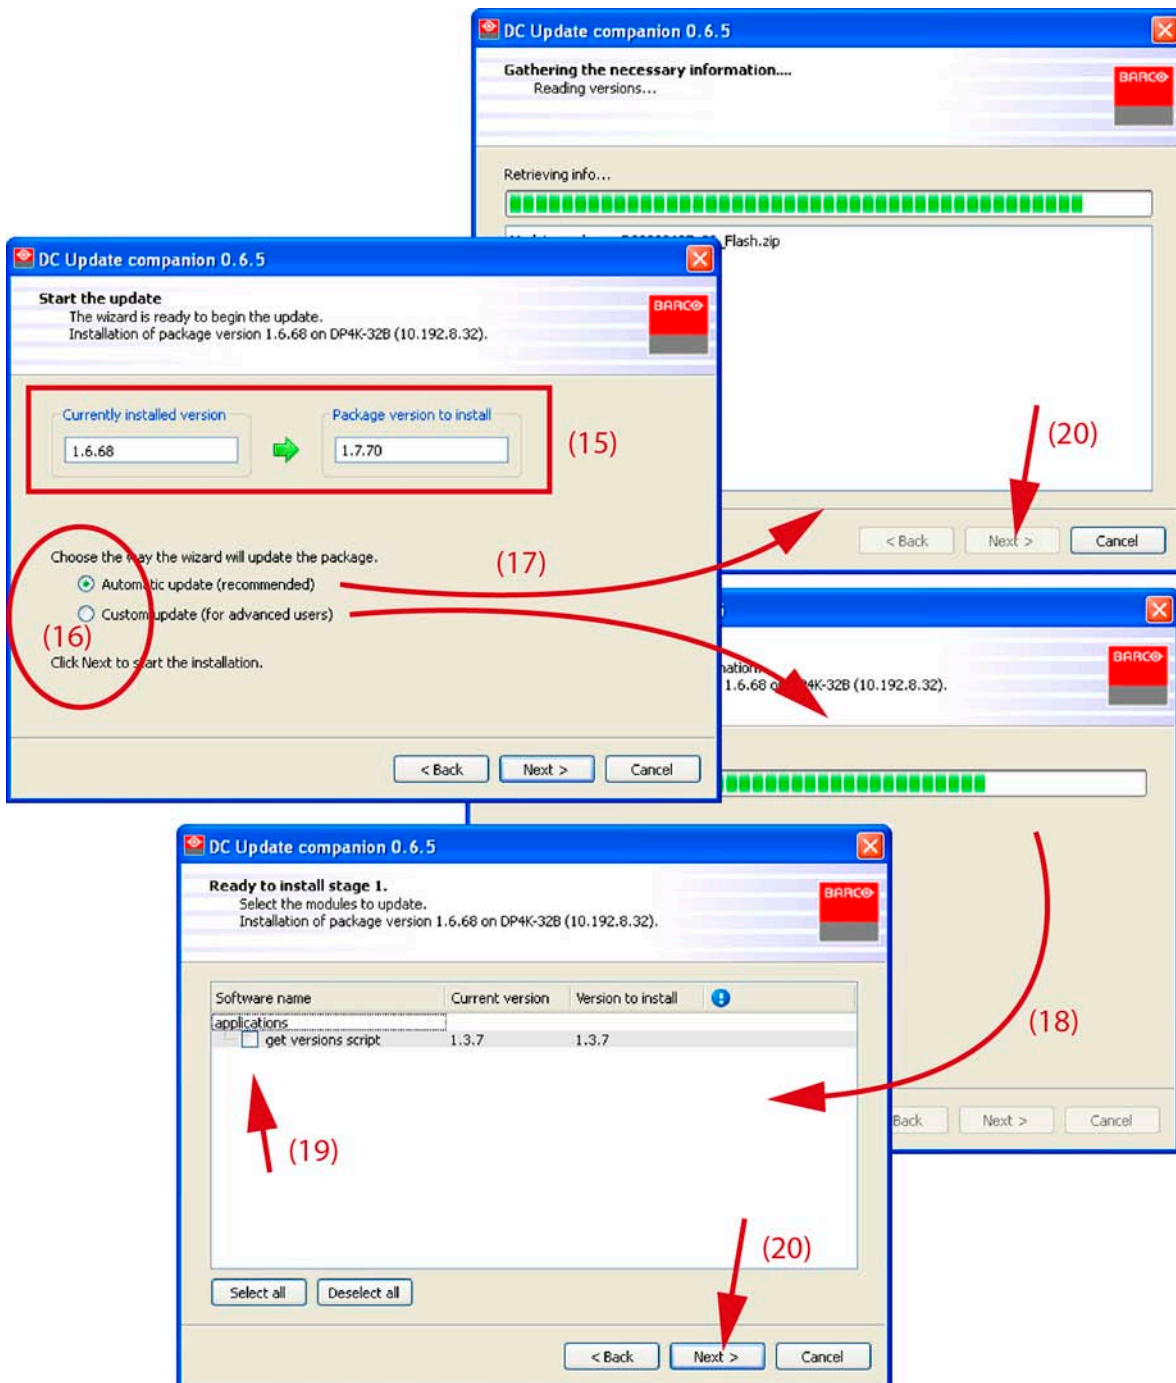 DC Update companion 0.6.5
Gathering the necessary information....
Reading versions...
BARCO
Retrieving info...
_Flash.zip
(20)
< Back Next > Cancel
DC Update companion 0.6.5
Start the update
The wizard is ready to begin the update.
Installation of package version 1.6.68 on DP4K-32B (10.192.8.32).
BARCO
Currently installed version Package version to install
1.6.68 1.7.70
(15)
Choose the way the wizard will update the package.
Automatic update (recommended)
Custom update (for advanced users)
(16)
(17)
Click Next to start the installation.
< Back Next > Cancel
1.6.68 on DP4K-32B (10.192.8.32).
BARCO
(18)
Back Next > Cancel
DC Update companion 0.6.5
Ready to install stage 1.
Select the modules to update.
Installation of package version 1.6.68 on DP4K-32B (10.192.8.32).
BARCO
Software name Current version Version to install
applications
get versions script 1.3.7 1.3.7
(19)
(20)
Select all Deselect all
< Back Next > Cancel